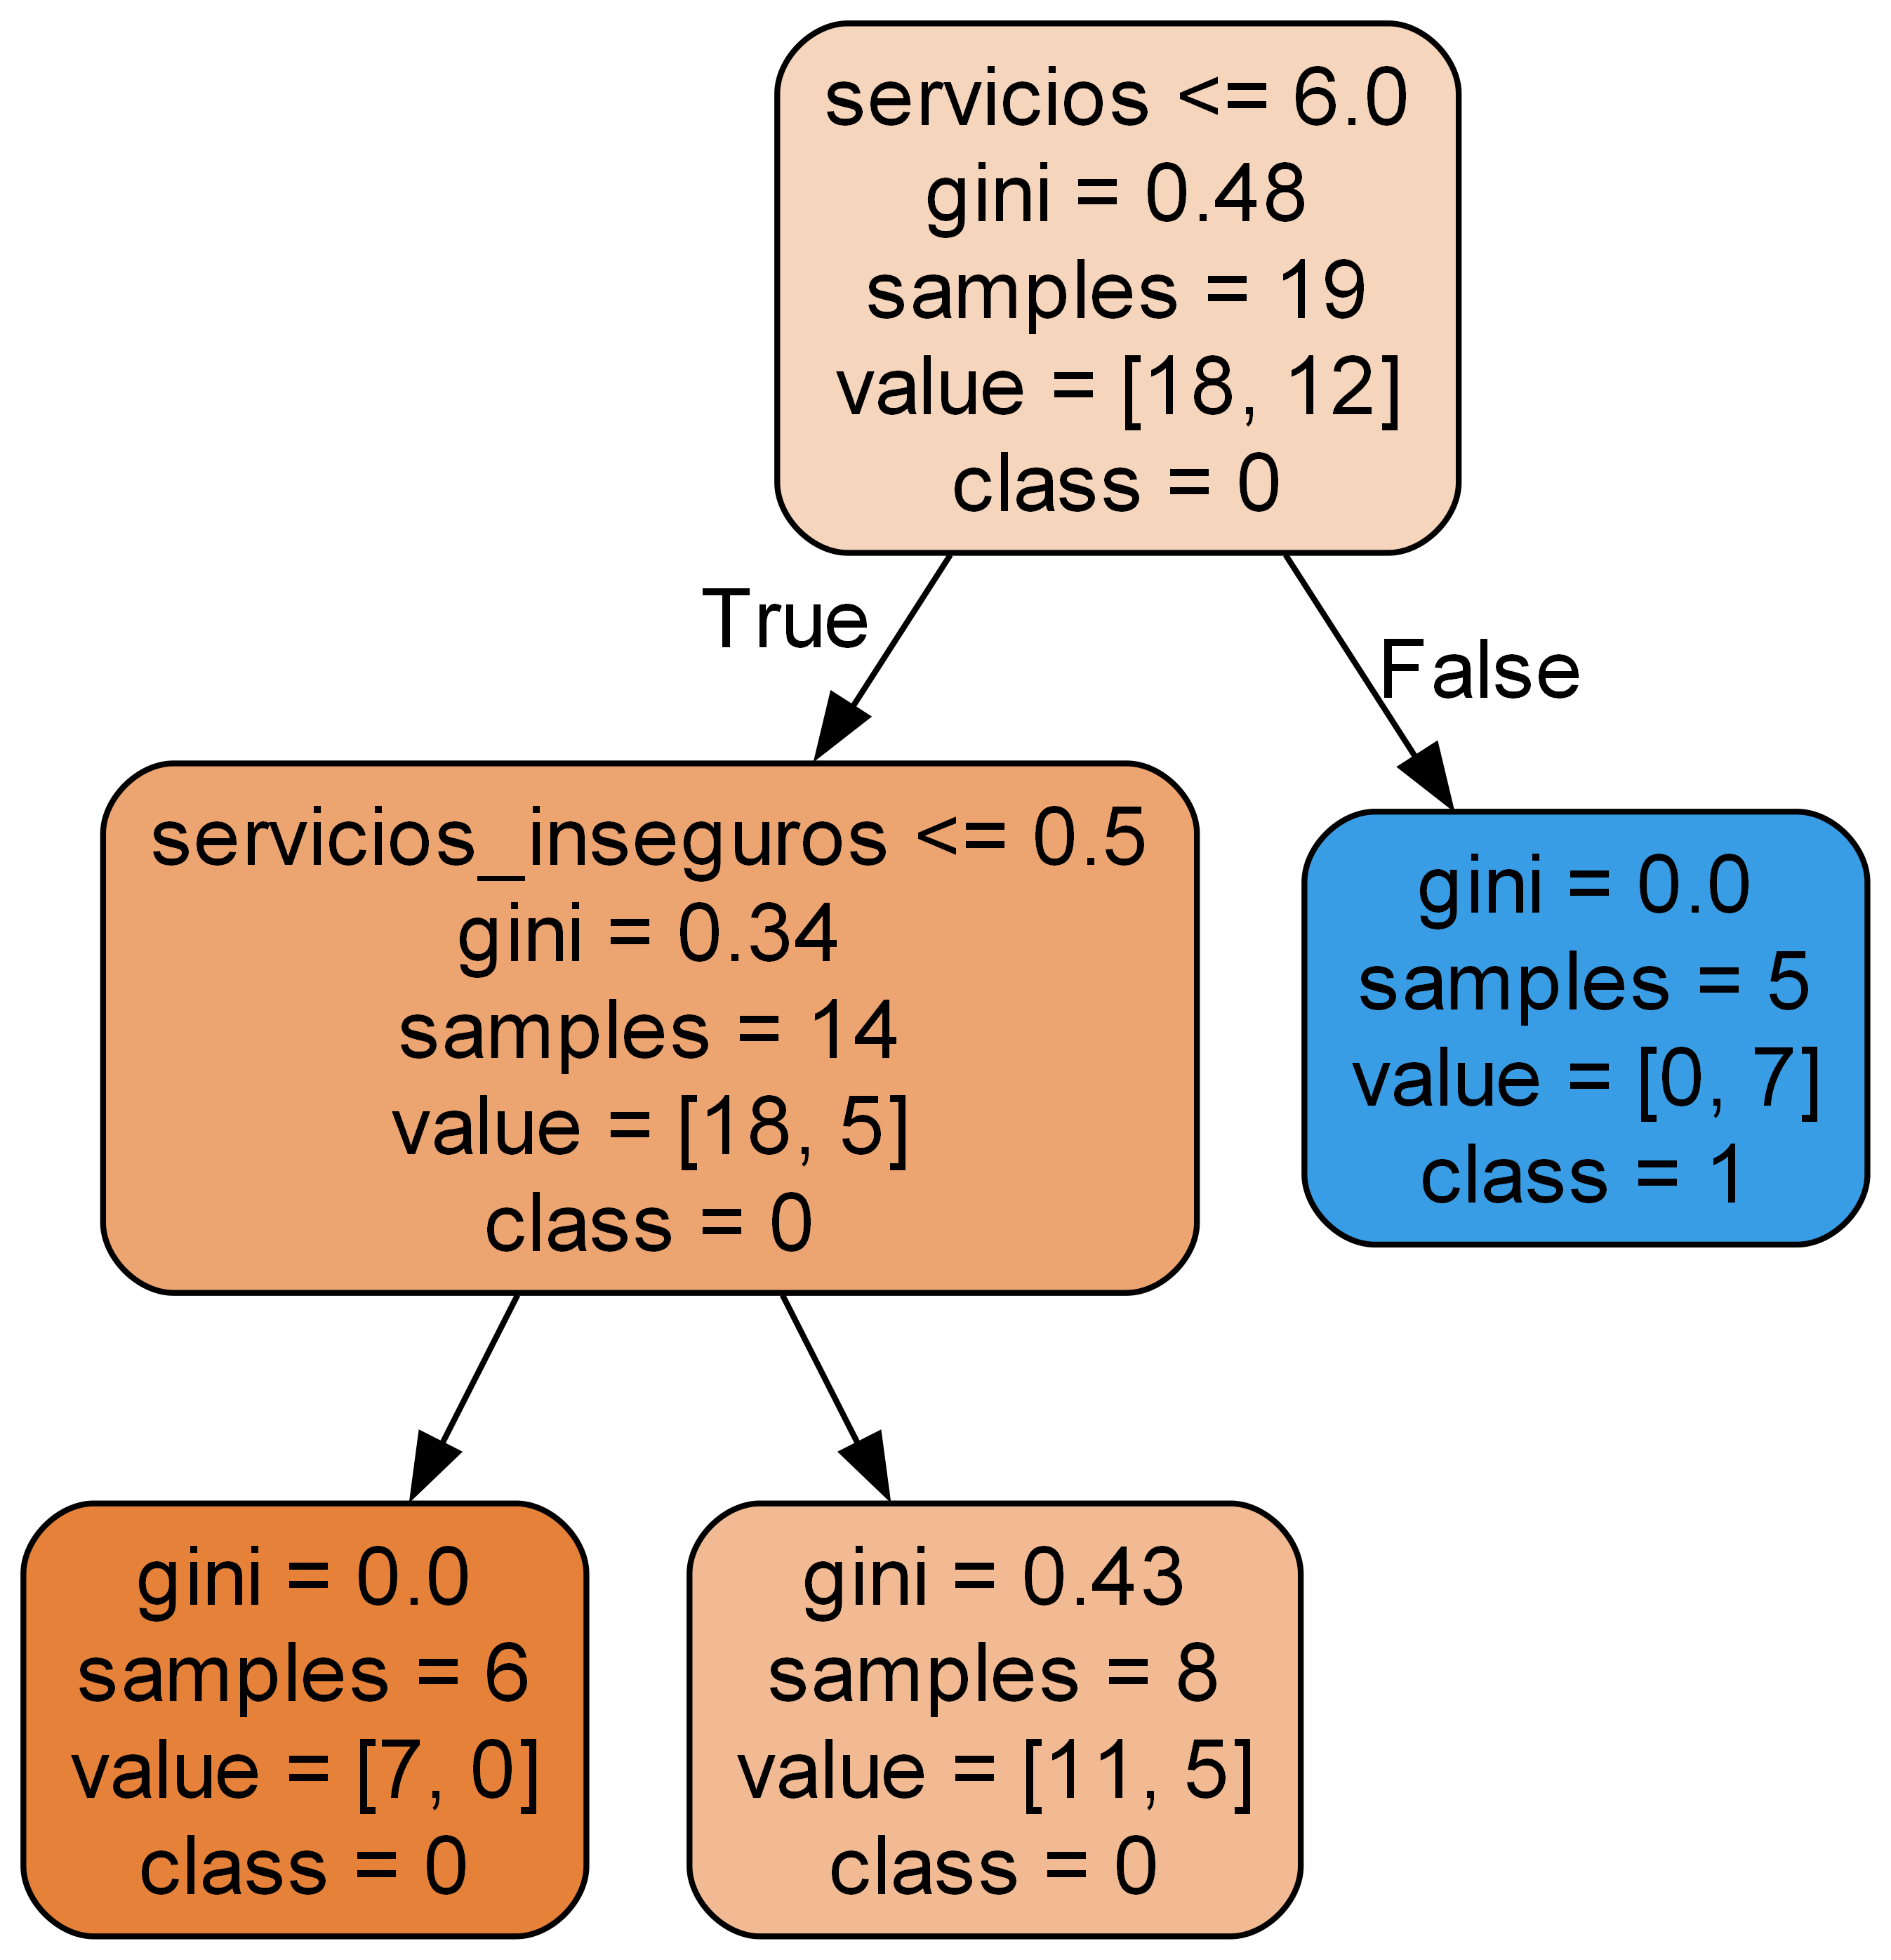 servicios <= 6.0
gini = 0.48
samples = 19
value = [18, 12]
class = 0
True
False
servicios_inseguros <= 0.5
gini = 0.34
samples = 14
value = [18, 5]
class = 0
gini = 0.0
samples = 5
value = [0, 7]
class = 1
gini = 0.0
samples = 6
value = [7, 0]
class = 0
gini = 0.43
samples = 8
value = [11, 5]
class = 0